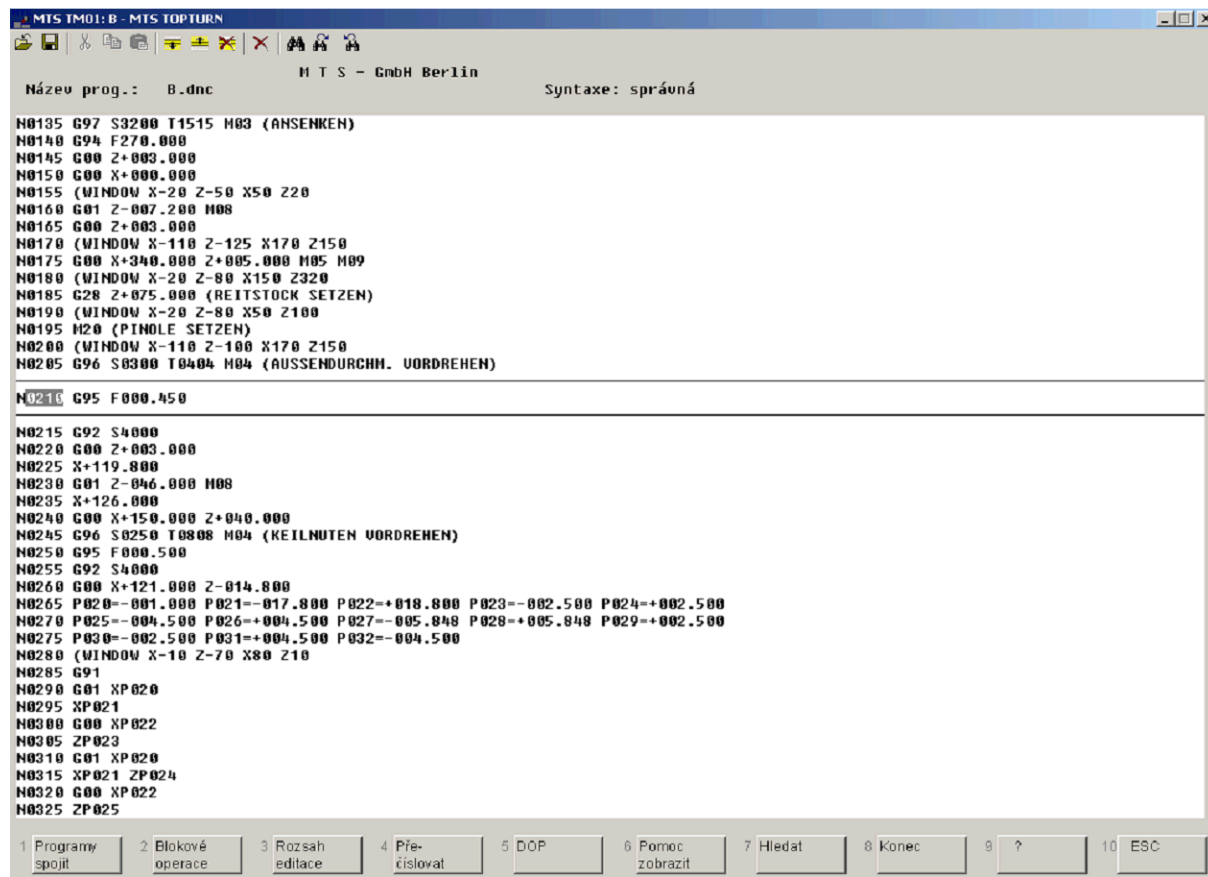 MTS TM01: B - MTS TOPTURN
M T S - GmbH Berlin
Název prog.: B.dnc Syntaxe: správná
N0135 G97 S3200 T1515 M03 (ANSENKEN)
N0140 G94 F270.000
N0145 G00 Z+003.000
N0150 G00 X+000.000
N0155 (WINDOW X-20 Z-50 X50 Z20
N0160 G01 Z-007.200 M08
N0165 G00 Z+003.000
N0170 (WINDOW X-110 Z-125 X170 Z150
N0175 G00 X+340.000 Z+005.000 M05 M09
N0180 (WINDOW X-20 Z-80 X150 Z320
N0185 G28 Z+075.000 (REITSTOCK SETZEN)
N0190 (WINDOW X-20 Z-80 X50 Z100
N0195 M20 (PINOLE SETZEN)
N0200 (WINDOW X-110 Z-100 X170 Z150
N0205 G96 S0300 T0404 M04 (AUSSENDURCHM. VORDREHEN)
N0210 G95 F000.450
N0215 G92 S4000
N0220 G00 Z+003.000
N0225 X+119.800
N0230 G01 Z-046.000 M08
N0235 X+126.000
N0240 G00 X+150.000 Z+040.000
N0245 G96 S0250 T0808 M04 (KEILNUTEN VORDREHEN)
N0250 G95 F000.500
N0255 G92 S4000
N0260 G00 X+121.000 Z-014.800
N0265 P020=-001.000 P021=-017.800 P022=+018.800 P023=-002.500 P024=+002.500
N0270 P025=-004.500 P026=+004.500 P027=-005.848 P028=+005.848 P029=+002.500
N0275 P030=-002.500 P031=+004.500 P032=-004.500
N0280 (WINDOW X-10 Z-70 X80 Z10
N0285 G91
N0290 G01 XP020
N0295 XP021
N0300 G00 XP022
N0305 ZP023
N0310 G01 XP020
N0315 XP021 ZP024
N0320 G00 XP022
N0325 ZP025
1 Programy spojit 2 Blokové operace 3 Rozsah editace 4 Pře-číslovat 5 DOP 6 Pomoc zobrazit 7 Hledat 8 Konec 9 ? 10 ESC